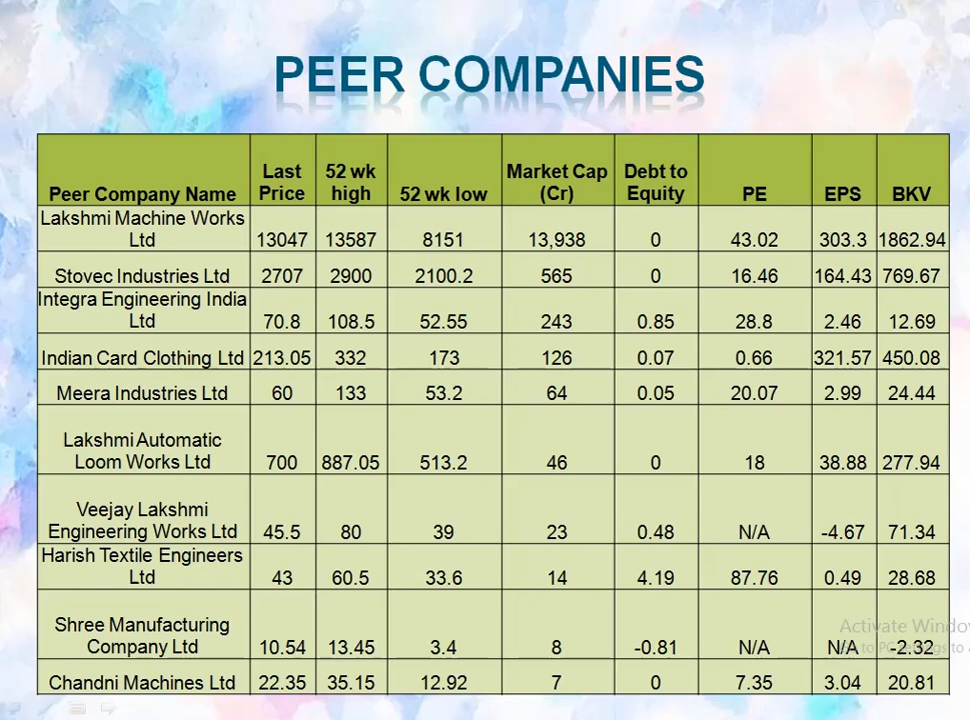 PEER COMPANIES
Peer Company Name Last Price 52 wk high 52 wk low Market Cap (Cr) Debt to Equity PE EPS BKV
Lakshmi Machine Works Ltd 13047 13587 8151 13,938 0 43.02 303.3 1862.94
Stovec Industries Ltd 2707 2900 2100.2 565 0 16.46 164.43 769.67
Integra Engineering India Ltd 70.8 108.5 52.55 243 0.85 28.8 2.46 12.69
Indian Card Clothing Ltd 213.05 332 173 126 0.07 0.66 321.57 450.08
Meera Industries Ltd 60 133 53.2 64 0.05 20.07 2.99 24.44
Lakshmi Automatic Loom Works Ltd 700 887.05 513.2 46 0 18 38.88 277.94
Veejay Lakshmi Engineering Works Ltd 45.5 80 39 23 0.48 N/A -4.67 71.34
Harish Textile Engineers Ltd 43 60.5 33.6 14 4.19 87.76 0.49 28.68
Shree Manufacturing Company Ltd 10.54 13.45 3.4 8 -0.81 N/A N/A -2.32
Chandni Machines Ltd 22.35 35.15 12.92 7 0 7.35 3.04 20.81
Activate Windo
to PC settings to